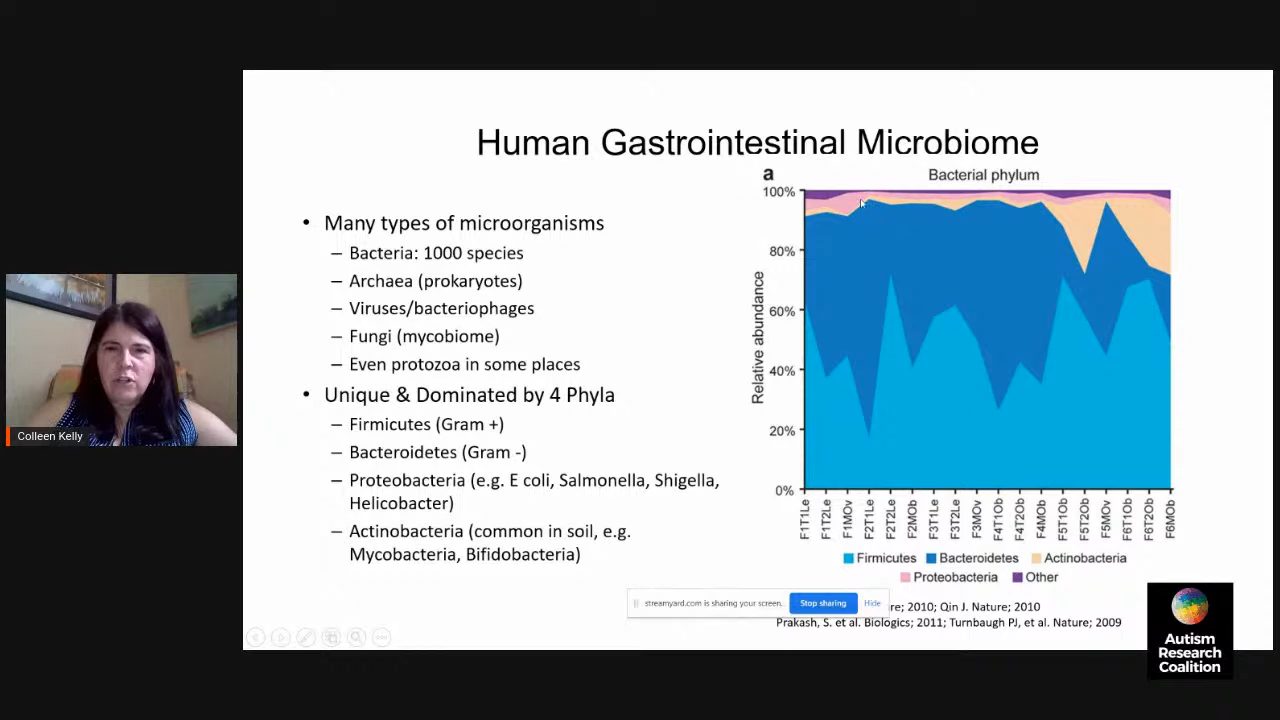 Human Gastrointestinal Microbiome
• Many types of microorganisms
– Bacteria: 1000 species
– Archaea (prokaryotes)
– Viruses/bacteriophages
– Fungi (mycobiome)
– Even protozoa in some places
• Unique & Dominated by 4 Phyla
– Firmicutes (Gram +)
– Bacteroidetes (Gram -)
– Proteobacteria (e.g. E coli, Salmonella, Shigella,
Helicobacter)
– Actinobacteria (common in soil, e.g.
Mycobacteria, Bifidobacteria)
a
Bacterial phylum
Relative abundance
100%
80%
60%
40%
20%
0%
F1T1Le
F1T2Le
F1MOv
F2T1Le
F2T2Le
F2MOb
F3T1Le
F3T2Le
F3MOv
F4T1Ob
F4T2Ob
F4MOb
F5T1Ob
F5T2Ob
F5MOv
F6T1Ob
F6T2Ob
F6MOb
Firmicutes Bacteroidetes Actinobacteria
Proteobacteria Other
streamyard.com is sharing your screen. Stop sharing Hide
re; 2010; Qin J. Nature; 2010
Prakash, S. et al. Biologics; 2011; Turnbaugh PJ, et al. Nature; 2009
Colleen Kelly
Autism
Research
Coalition